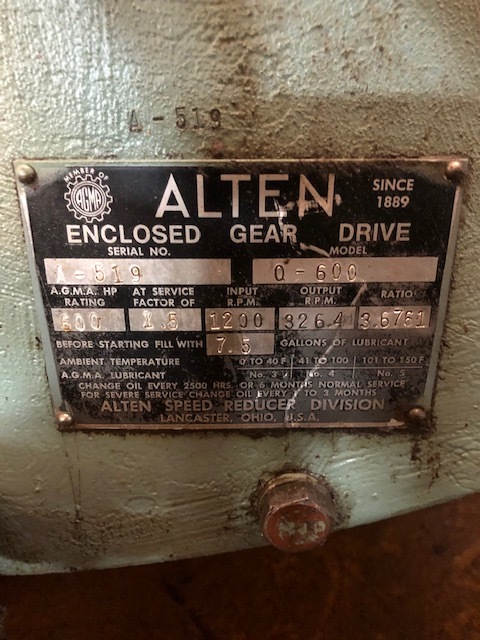 A-519
MEMBER OF
AGMA
ALTEN
SINCE
1889
ENCLOSED GEAR DRIVE
SERIAL NO. MODEL
A-519 Q-600
A.G.M.A. HP RATING AT SERVICE FACTOR OF INPUT R.P.M. OUTPUT R.P.M. RATIO
600 1.5 1200 326.4 3.6761
BEFORE STARTING FILL WITH 7.5 GALLONS OF LUBRICANT
AMBIENT TEMPERATURE 0 TO 40 F 41 TO 100 101 TO 150 F
A.G.M.A. LUBRICANT No. 3 No. 4 No. 5
CHANGE OIL EVERY 2500 HRS. OR 6 MONTHS NORMAL SERVICE
FOR SEVERE SERVICE CHANGE OIL EVERY 1 TO 3 MONTHS
ALTEN SPEED REDUCER DIVISION
LANCASTER, OHIO, U.S.A.